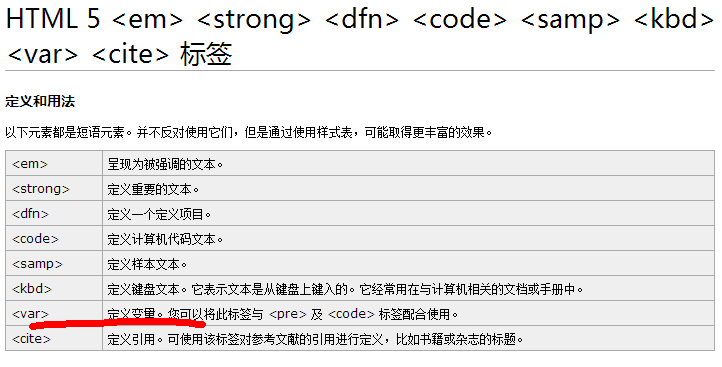 HTML 5 <em> <strong> <dfn> <code> <samp> <kbd>
<var> <cite> 标签
定义和用法
以下元素都是短语元素。并不反对使用它们，但是通过使用样式表，可能取得更丰富的效果。
<em> 呈现为被强调的文本。
<strong> 定义重要的文本。
<dfn> 定义一个定义项目。
<code> 定义计算机代码文本。
<samp> 定义样本文本。
<kbd> 定义键盘文本。它表示文本是从键盘上键入的。它经常用在与计算机相关的文档或手册中。
<var> 定义变量。您可以将此标签与 <pre> 及 <code> 标签配合使用。
<cite> 定义引用。可使用该标签对参考文献的引用进行定义，比如书籍或杂志的标题。